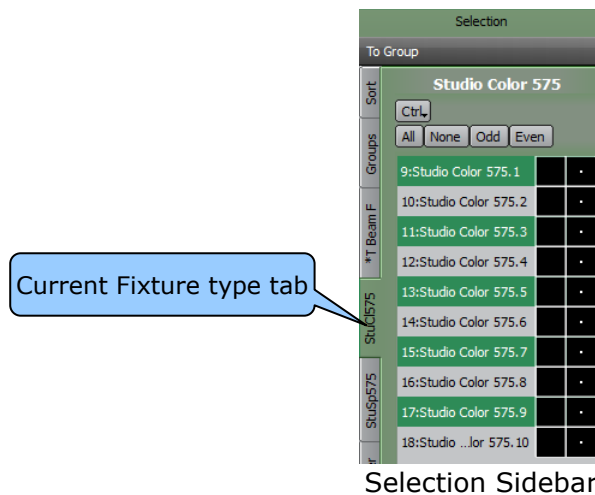 Selection
To Group
Sort
Groups
*T Beam F
StuCl575
StuSp575
Studio Color 575
Ctrl
All None Odd Even
9:Studio Color 575.1
10:Studio Color 575.2
11:Studio Color 575.3
12:Studio Color 575.4
13:Studio Color 575.5
14:Studio Color 575.6
15:Studio Color 575.7
16:Studio Color 575.8
17:Studio Color 575.9
18:Studio ...lor 575.10
Current Fixture type tab
Selection Sidebar